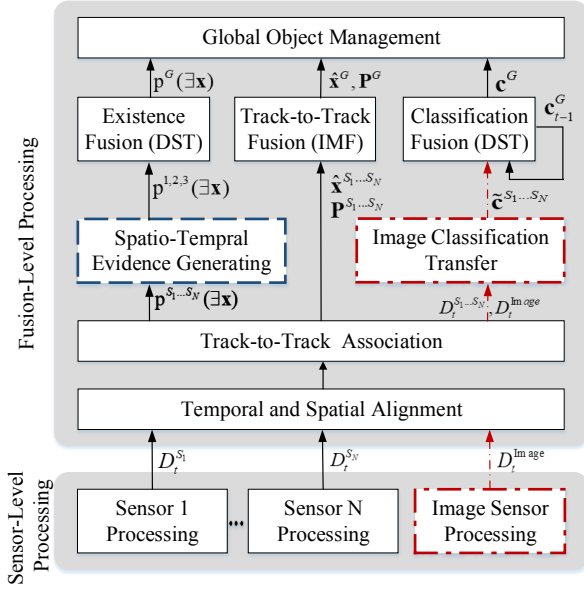 Global Object Management
p^G(∃x)
x̂^G, P^G
c^G
c_{t-1}^G
Existence
Fusion (DST)
Track-to-Track
Fusion (IMF)
Classification
Fusion (DST)
p^{1,2,3}(∃x)
x̂^{S_1...S_N}
P^{S_1...S_N}
c̃^{S_1...S_N}
Spatio-Tempral
Evidence Generating
Image Classification
Transfer
p^{S_1...S_N}(∃x)
D_t^{S_1...S_N}, D_t^{Image}
Track-to-Track Association
Temporal and Spatial Alignment
Fusion-Level Processing
D_t^{S_1}
D_t^{S_N}
D_t^{Image}
Sensor 1
Processing
...
Sensor N
Processing
Image Sensor
Processing
Sensor-Level
Processing